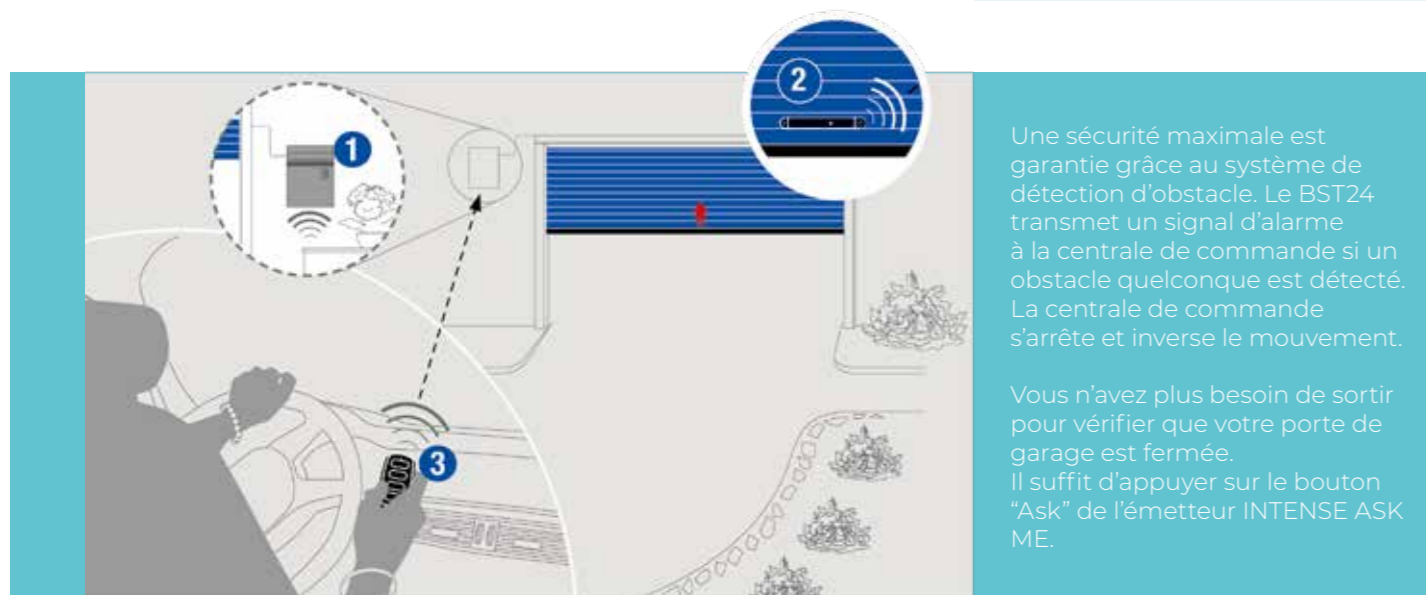 1
2
3
Une sécurité maximale est
garantie grâce au système de
détection d’obstacle. Le BST24
transmet un signal d’alarme
à la centrale de commande si un
obstacle quelconque est détecté.
La centrale de commande
s’arrête et inverse le mouvement.
Vous n’avez plus besoin de sortir
pour vérifier que votre porte de
garage est fermée.
Il suffit d’appuyer sur le bouton
“Ask” de l’émetteur INTENSE ASK
ME.